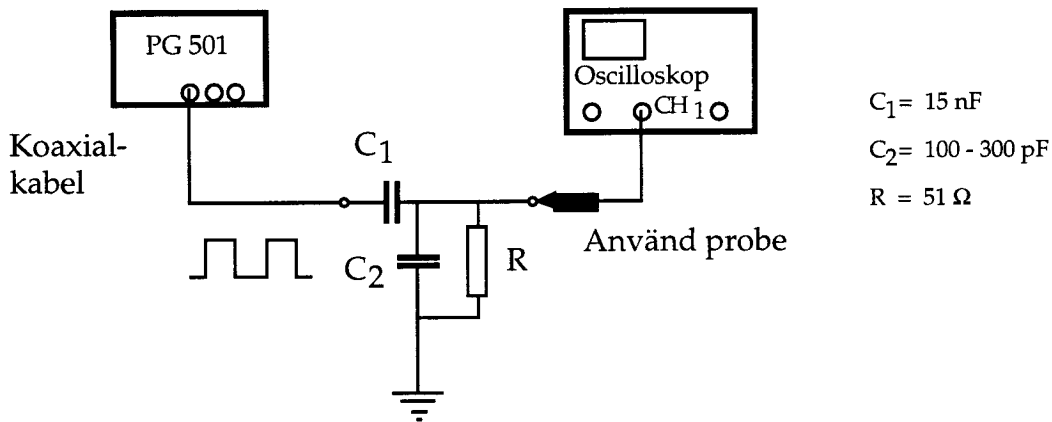 PG 501
Oscilloskop
CH 1
Koaxial-
kabel
C1
C2
R
Använd probe
C1= 15 nF
C2= 100 - 300 pF
R = 51 Ω